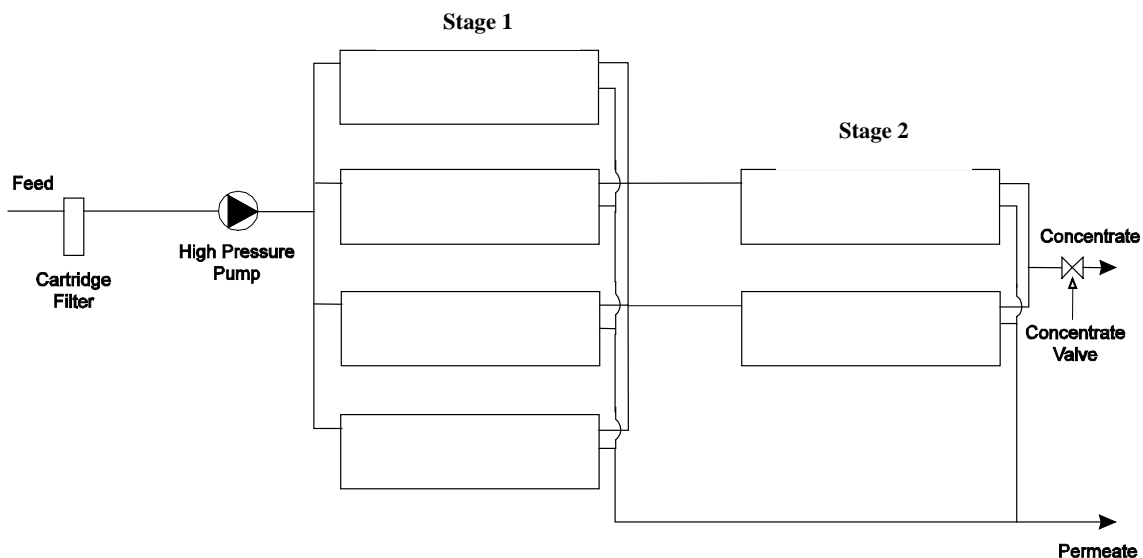 Stage 1
Stage 2
Feed
High Pressure
Pump
Cartridge
Filter
Concentrate
Concentrate
Valve
Permeate